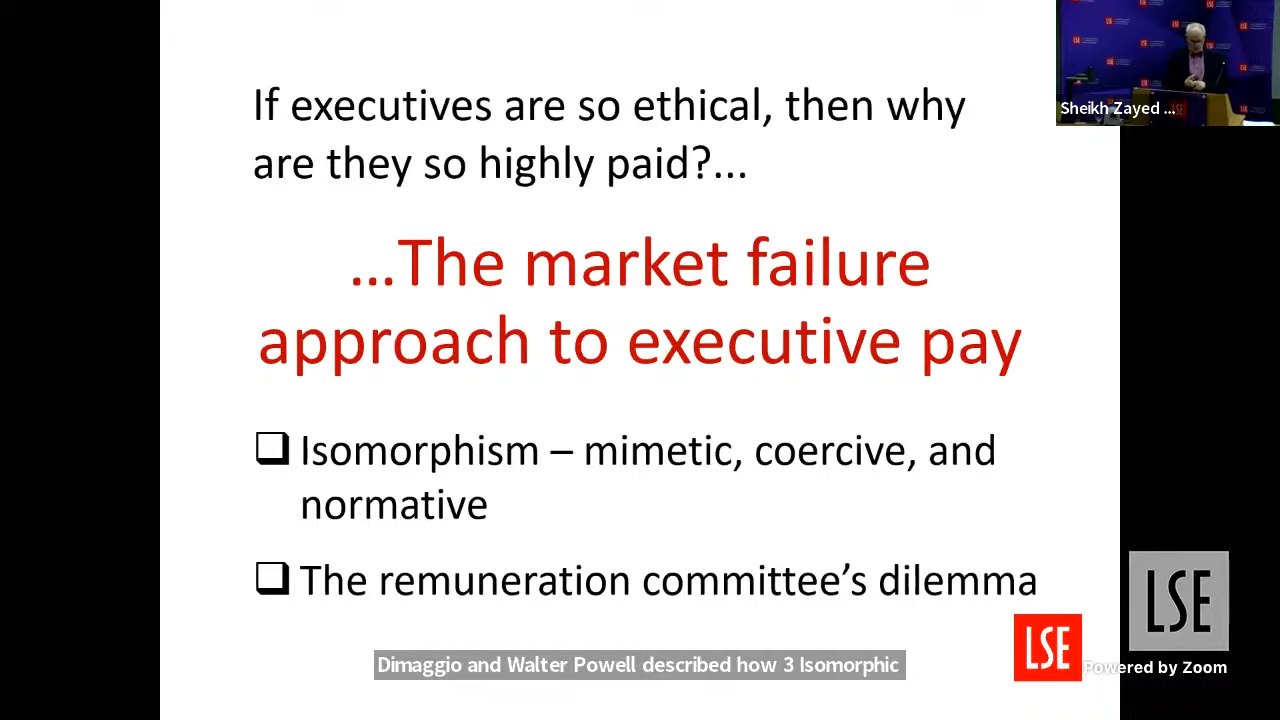 If executives are so ethical, then why
are they so highly paid?...
...The market failure
approach to executive pay
❑ Isomorphism – mimetic, coercive, and
normative
❑ The remuneration committee’s dilemma
Dimaggio and Walter Powell described how 3 Isomorphic
Sheikh Zayed ...
LSE
LSE
Powered by Zoom